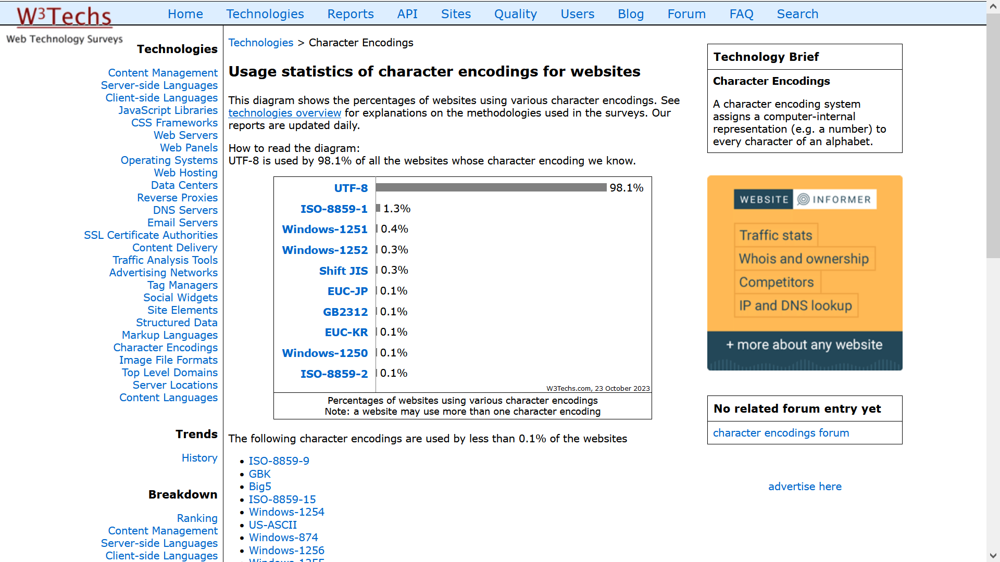 W3Techs
Web Technology Surveys
Home Technologies Reports API Sites Quality Users Blog Forum FAQ Search
Technologies
Content Management
Server-side Languages
Client-side Languages
JavaScript Libraries
CSS Frameworks
Web Servers
Web Panels
Operating Systems
Web Hosting
Data Centers
Reverse Proxies
DNS Servers
Email Servers
SSL Certificate Authorities
Content Delivery
Traffic Analysis Tools
Advertising Networks
Tag Managers
Social Widgets
Site Elements
Structured Data
Markup Languages
Character Encodings
Image File Formats
Top Level Domains
Server Locations
Content Languages
Trends
History
Breakdown
Ranking
Content Management
Server-side Languages
Client-side Languages
Technologies > Character Encodings
Usage statistics of character encodings for websites
This diagram shows the percentages of websites using various character encodings. See
technologies overview for explanations on the methodologies used in the surveys. Our
reports are updated daily.
How to read the diagram:
UTF-8 is used by 98.1% of all the websites whose character encoding we know.
UTF-8 98.1%
ISO-8859-1 1.3%
Windows-1251 0.4%
Windows-1252 0.3%
Shift JIS 0.3%
EUC-JP 0.1%
GB2312 0.1%
EUC-KR 0.1%
Windows-1250 0.1%
ISO-8859-2 0.1%
W3Techs.com, 23 October 2023
Percentages of websites using various character encodings
Note: a website may use more than one character encoding
The following character encodings are used by less than 0.1% of the websites
• ISO-8859-9
• GBK
• Big5
• ISO-8859-15
• Windows-1254
• US-ASCII
• Windows-874
• Windows-1256
Technology Brief
Character Encodings
A character encoding system
assigns a computer-internal
representation (e.g. a number) to
every character of an alphabet.
WEBSITE INFORMER
Traffic stats
Whois and ownership
Competitors
IP and DNS lookup
+ more about any website
No related forum entry yet
character encodings forum
advertise here